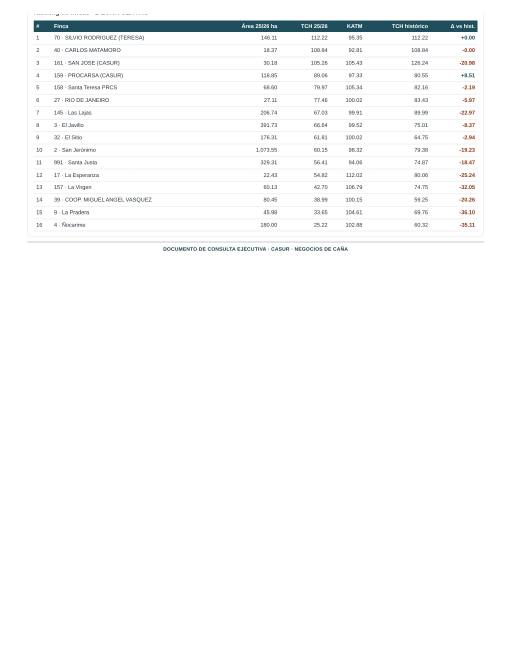 # Finca Área 25/26 ha TCH 25/26 KATM TCH histórico Δ vs hist.
1 70 · SILVIO RODRIGUEZ (TERESA) 146.11 112.22 95.35 112.22 +0.00
2 40 · CARLOS MATAMORO 18.37 108.84 92.81 108.84 -0.00
3 161 · SAN JOSE (CASUR) 30.18 105.26 105.43 126.24 -20.98
4 159 · PROCARSA (CASUR) 118.85 89.06 97.33 80.55 +8.51
5 158 · Santa Teresa PRCS 68.60 79.97 105.34 82.16 -2.19
6 27 · RIO DE JANEIRO 27.11 77.46 100.02 83.43 -5.97
7 145 · Las Lajas 206.74 67.03 99.91 89.99 -22.97
8 3 · El Javillo 391.73 66.64 99.52 75.01 -8.37
9 32 · El Sitio 176.31 61.81 100.02 64.75 -2.94
10 2 · San Jerónimo 1,073.55 60.15 98.32 79.38 -19.23
11 991 · Santa Justa 329.31 56.41 94.06 74.87 -18.47
12 17 · La Esperanza 22.43 54.82 112.02 80.06 -25.24
13 157 · La Virgen 60.13 42.70 106.79 74.75 -32.05
14 39 · COOP. MIGUEL ANGEL VASQUEZ 80.45 38.99 100.15 59.25 -20.26
15 9 · La Pradera 45.98 33.65 104.61 69.76 -36.10
16 4 · Ñocarime 180.00 25.22 102.88 60.32 -35.11
DOCUMENTO DE CONSULTA EJECUTIVA · CASUR · NEGOCIOS DE CAÑA